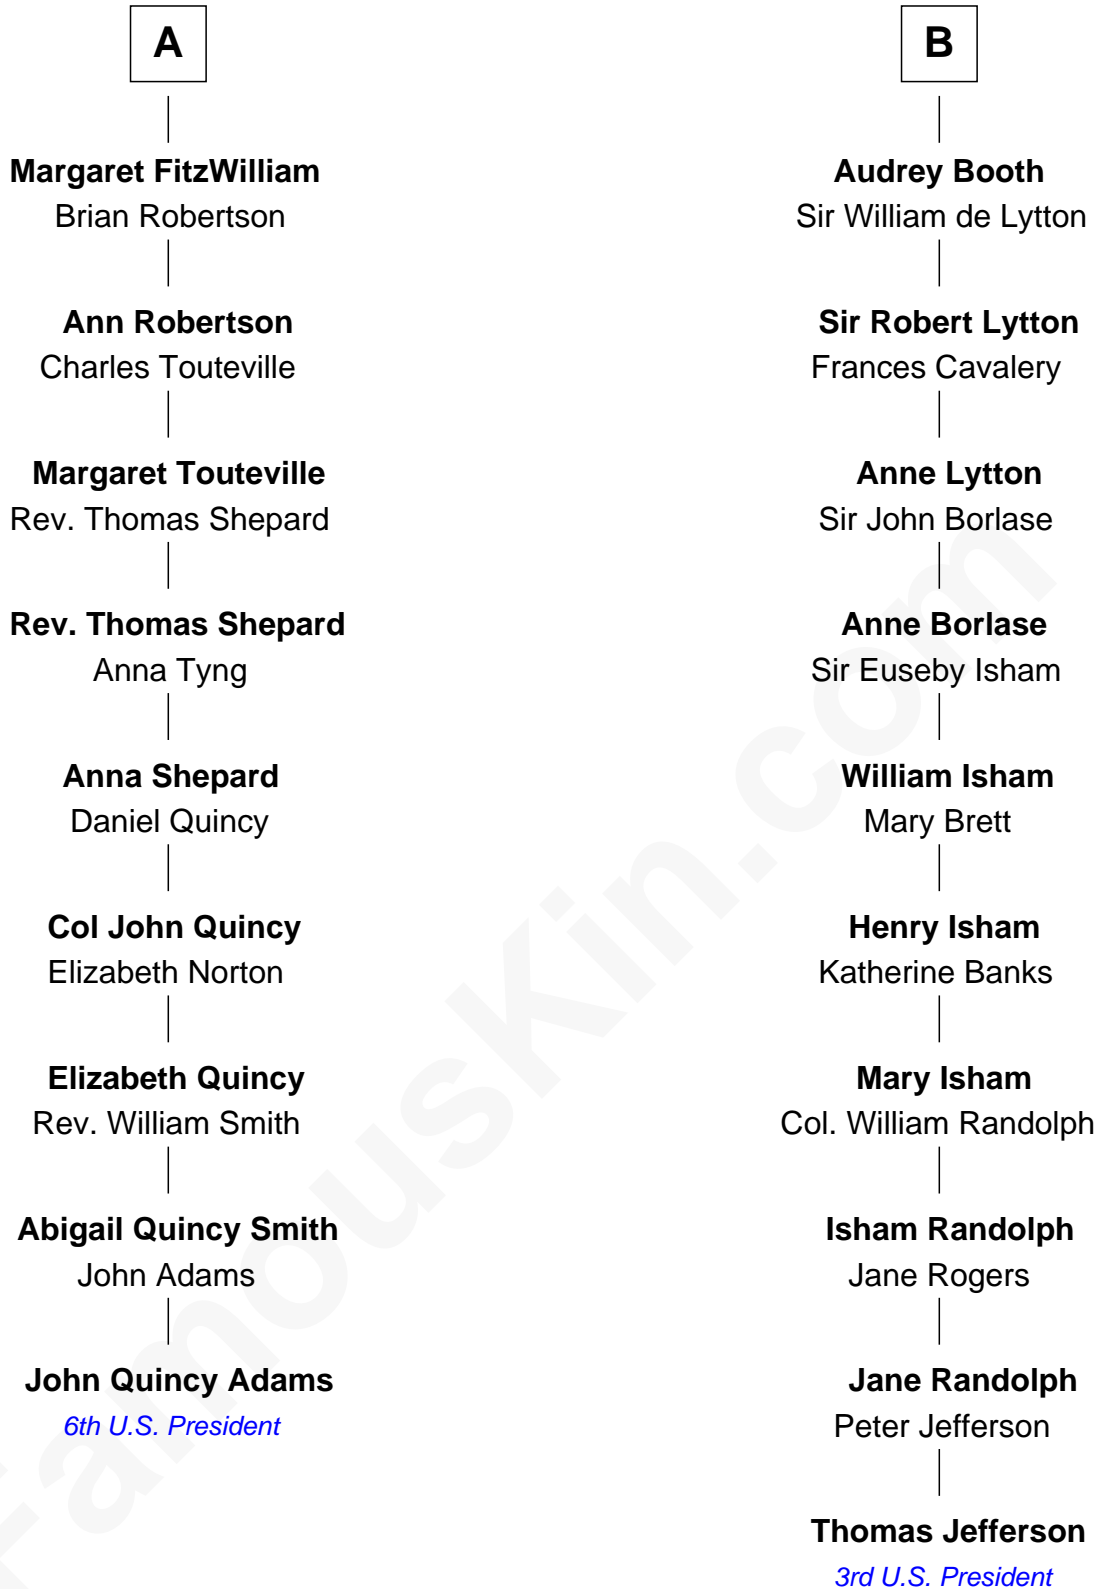 A
Margaret FitzWilliam
Brian Robertson
Ann Robertson
Charles Touteville
Margaret Touteville
Rev. Thomas Shepard
Rev. Thomas Shepard
Anna Tyng
Anna Shepard
Daniel Quincy
Col John Quincy
Elizabeth Norton
Elizabeth Quincy
Rev. William Smith
Abigail Quincy Smith
John Adams
John Quincy Adams
6th U.S. President
B
Audrey Booth
Sir William de Lytton
Sir Robert Lytton
Frances Cavalery
Anne Lytton
Sir John Borlase
Anne Borlase
Sir Euseby Isham
William Isham
Mary Brett
Henry Isham
Katherine Banks
Mary Isham
Col. William Randolph
Isham Randolph
Jane Rogers
Jane Randolph
Peter Jefferson
Thomas Jefferson
3rd U.S. President
FamousKin.com